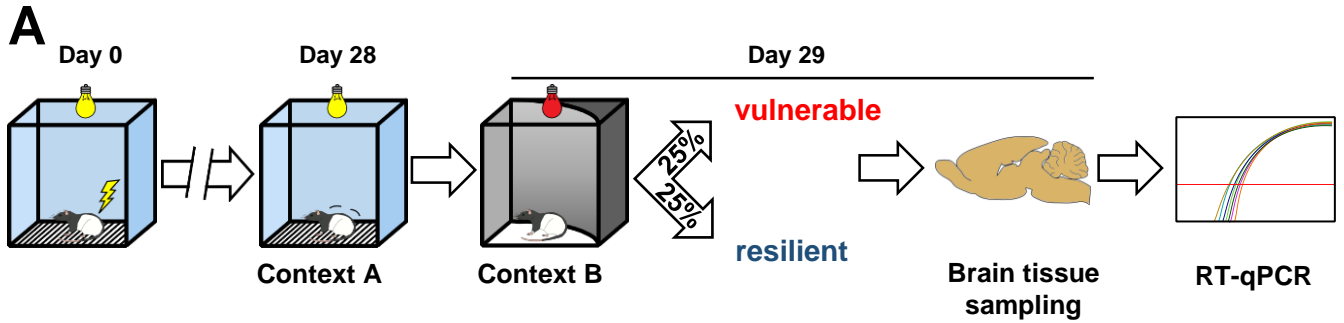 A
Day 0
Day 28
Day 29
vulnerable
25%
25%
resilient
Context A
Context B
Brain tissue
sampling
RT-qPCR